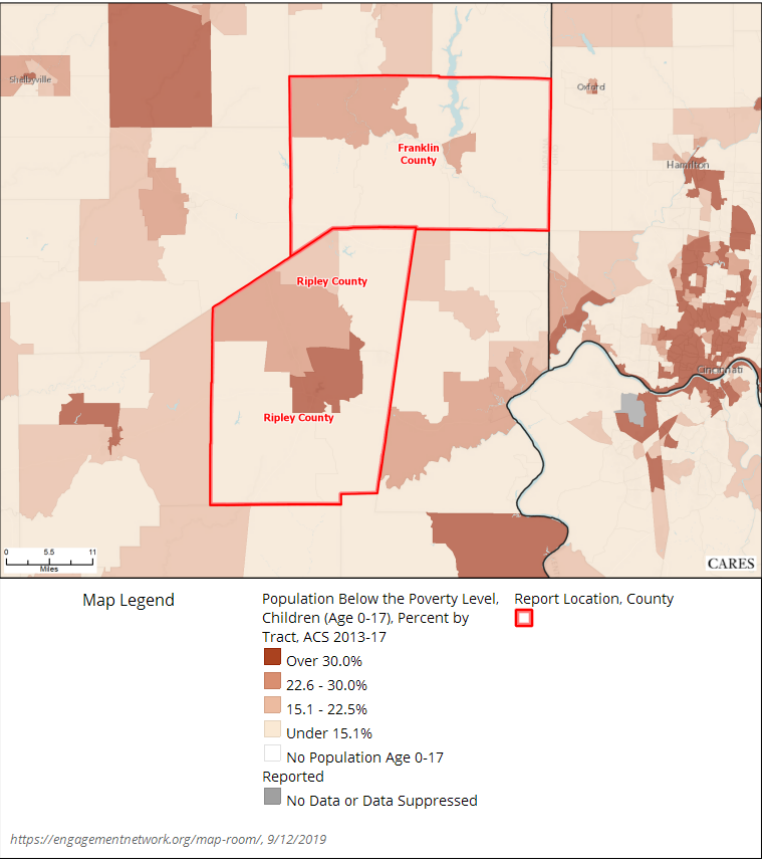 Shelbyville
Oxford
Franklin
County
Hamilton
Ripley County
Cincinnati
Ripley County
0 5.5 11
Miles
CARES
Map Legend
Population Below the Poverty Level,
Children (Age 0-17), Percent by
Tract, ACS 2013-17
Over 30.0%
22.6 - 30.0%
15.1 - 22.5%
Under 15.1%
No Population Age 0-17
Reported
No Data or Data Suppressed
Report Location, County
https://engagementnetwork.org/map-room/, 9/12/2019